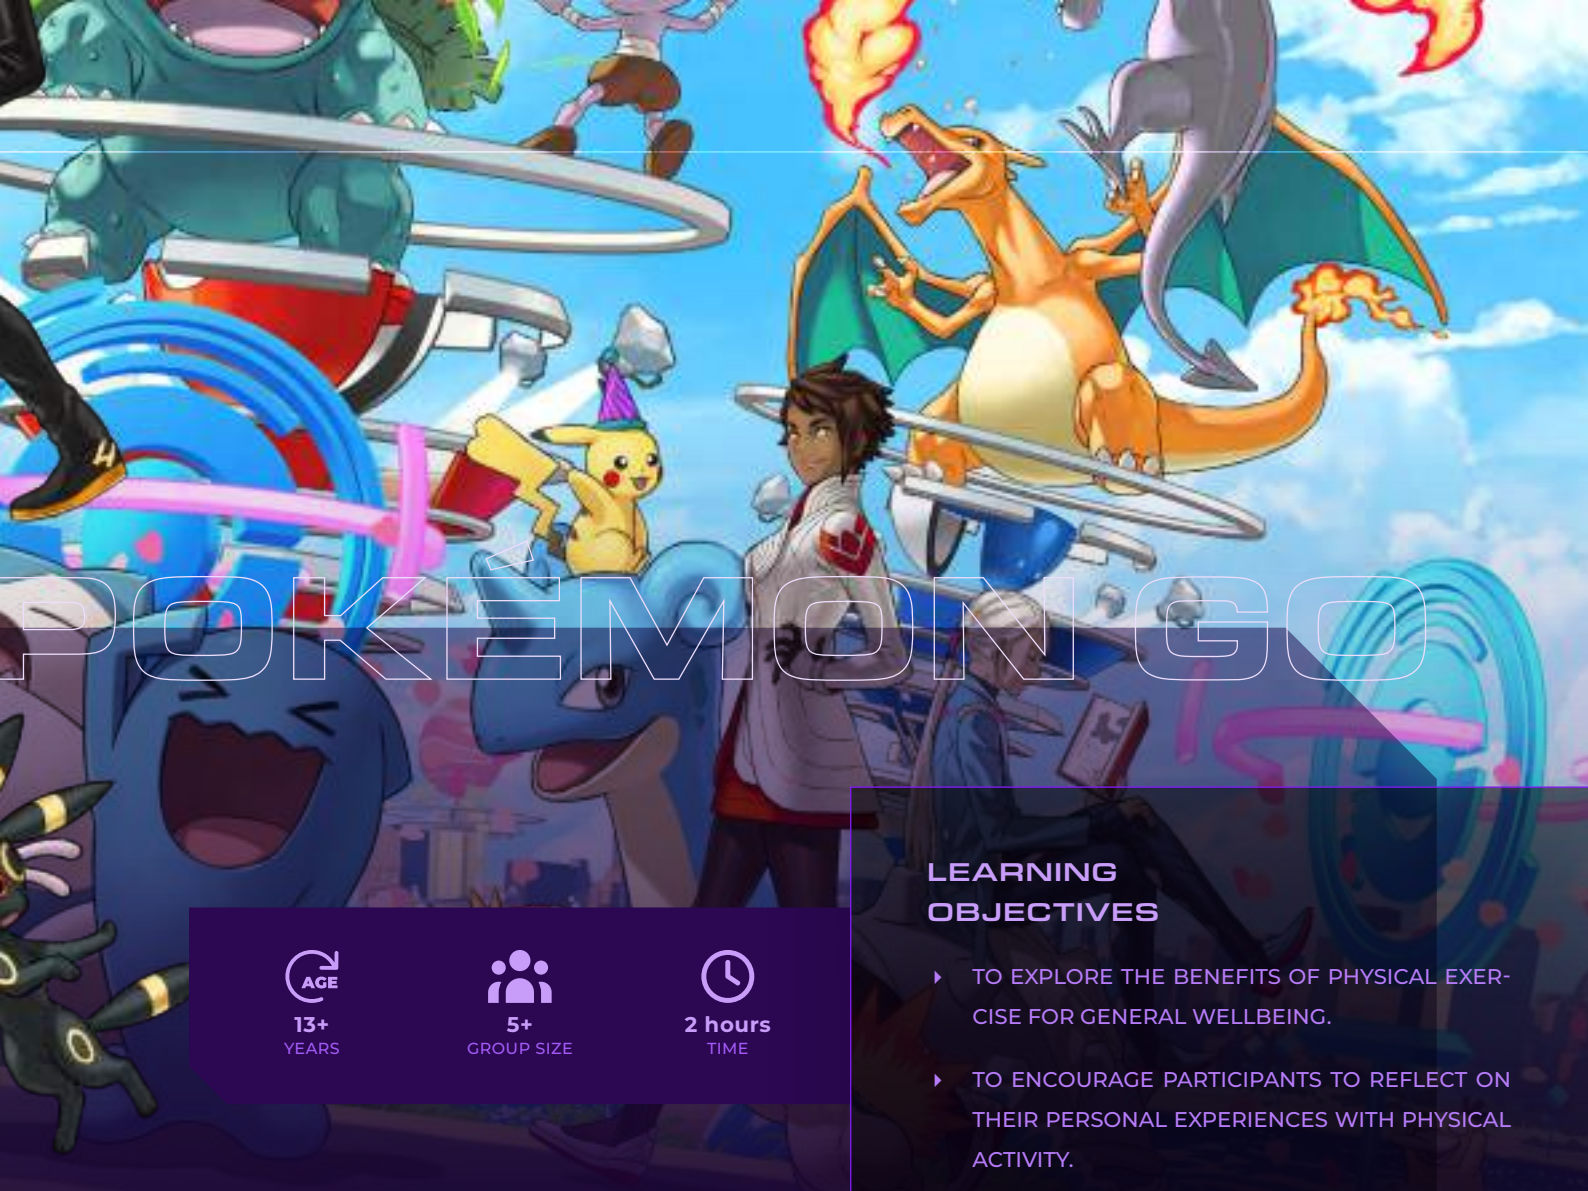 POKÈMON GO
LEARNING
OBJECTIVES
TO EXPLORE THE BENEFITS OF PHYSICAL EXER-
CISE FOR GENERAL WELLBEING.
TO ENCOURAGE PARTICIPANTS TO REFLECT ON
THEIR PERSONAL EXPERIENCES WITH PHYSICAL
ACTIVITY.
AGE
13+
YEARS
5+
GROUP SIZE
2 hours
TIME